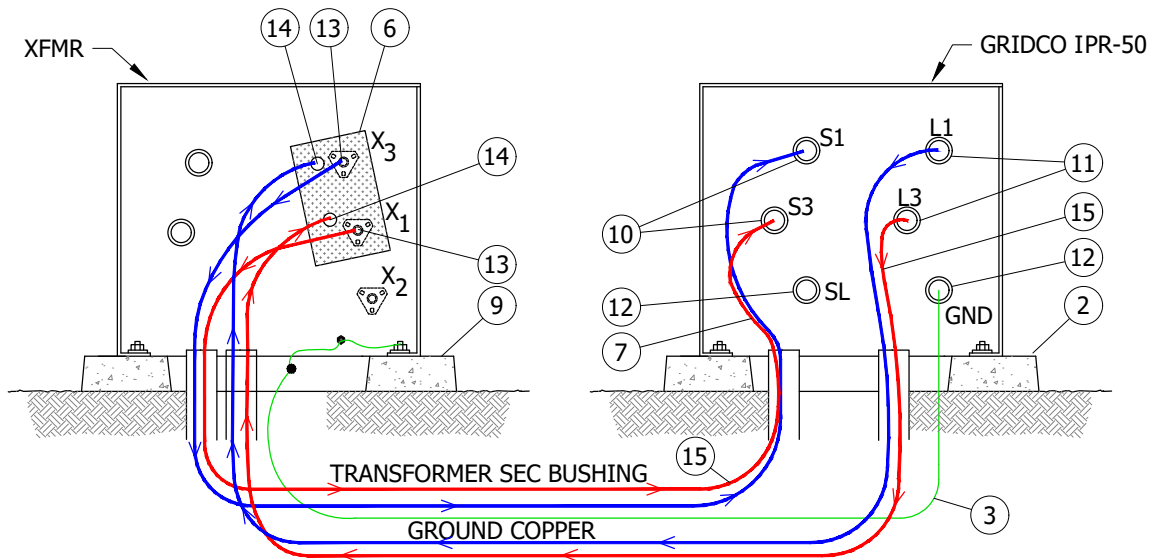 14
13
6
XFMR
GRIDCO IPR-50
X3
S1
L1
14
11
X1
S3
L3
15
10
13
12
X2
12
SL
9
GND
2
7
TRANSFORMER SEC BUSHING
15
GROUND COPPER
3